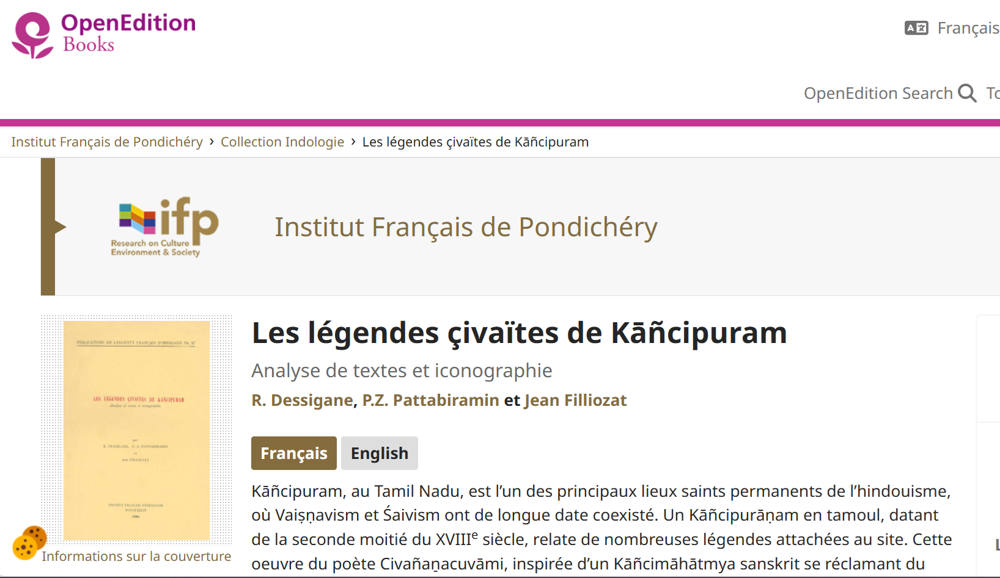 OpenEdition
Books
Français
OpenEdition Search
Institut Français de Pondichéry › Collection Indologie › Les légendes çivaïtes de Kāñcipuram
ifp
Research on Culture
Environment & Society
Institut Français de Pondichéry
PUBLICATIONS DE L'INSTITUT FRANÇAIS D'INDOLOGIE No. 27
LES LÉGENDES ÇIVAÏTES DE KAÑCIPURAM
Analyse de textes et iconographie
par
R. DESSIGANE, P. Z. PATTABIRAMIN
et
Jean FILLIOZAT
INSTITUT FRANÇAIS D'INDOLOGIE
PONDICHÉRY
1964
Informations sur la couverture
Les légendes çivaïtes de Kāñcipuram
Analyse de textes et iconographie
R. Dessigane, P.Z. Pattabiramin et Jean Filliozat
Français English
Kāñcipuram, au Tamil Nadu, est l’un des principaux lieux saints permanents de l’hindouisme,
où Vaiṣṇavism et Śaivism ont de longue date coexisté. Un Kāñcipurāṇam en tamoul, datant
de la seconde moitié du XVIIIe siècle, relate de nombreuses légendes attachées au site. Cette
oeuvre du poète Civañaṉacuvāmi, inspirée d’un Kāñcimāhātmya sanskrit se réclamant du